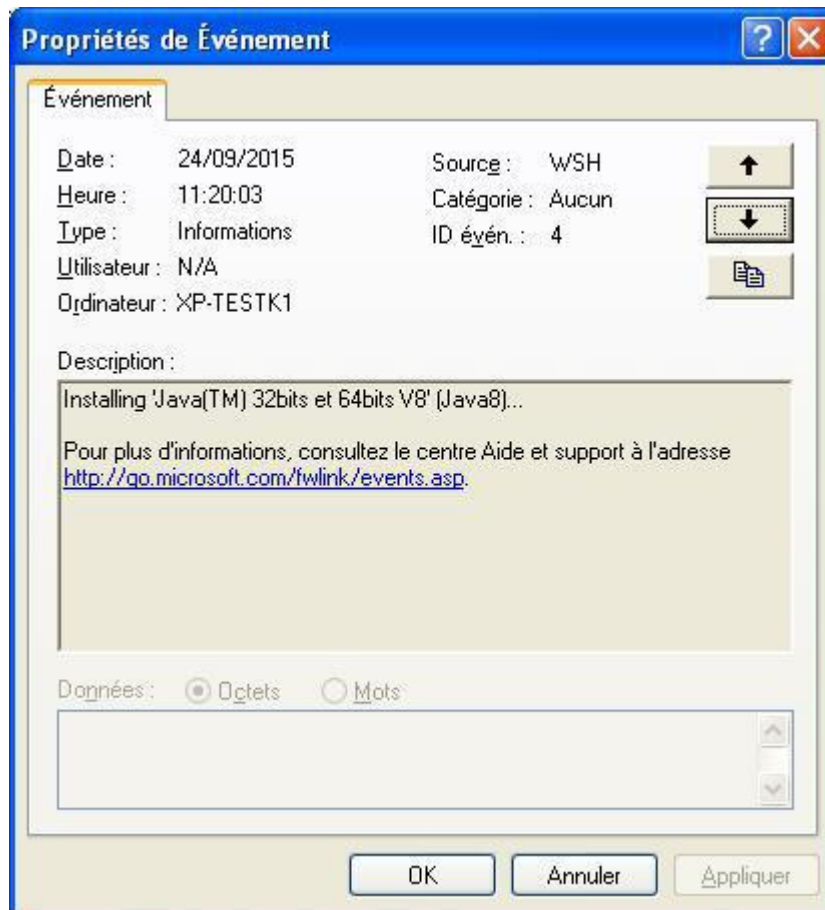 Propriétés de Événement
Événement
Date : 24/09/2015 Source : WSH
Heure : 11:20:03 Catégorie : Aucun
Type : Informations ID évén. : 4
Utilisateur : N/A
Ordinateur : XP-TESTK1
Description :
Installing 'Java(TM) 32bits et 64bits V8' (Java8)...
Pour plus d'informations, consultez le centre Aide et support à l'adresse
http://go.microsoft.com/fwlink/events.asp.
Données : Octets Mots
OK Annuler Appliquer